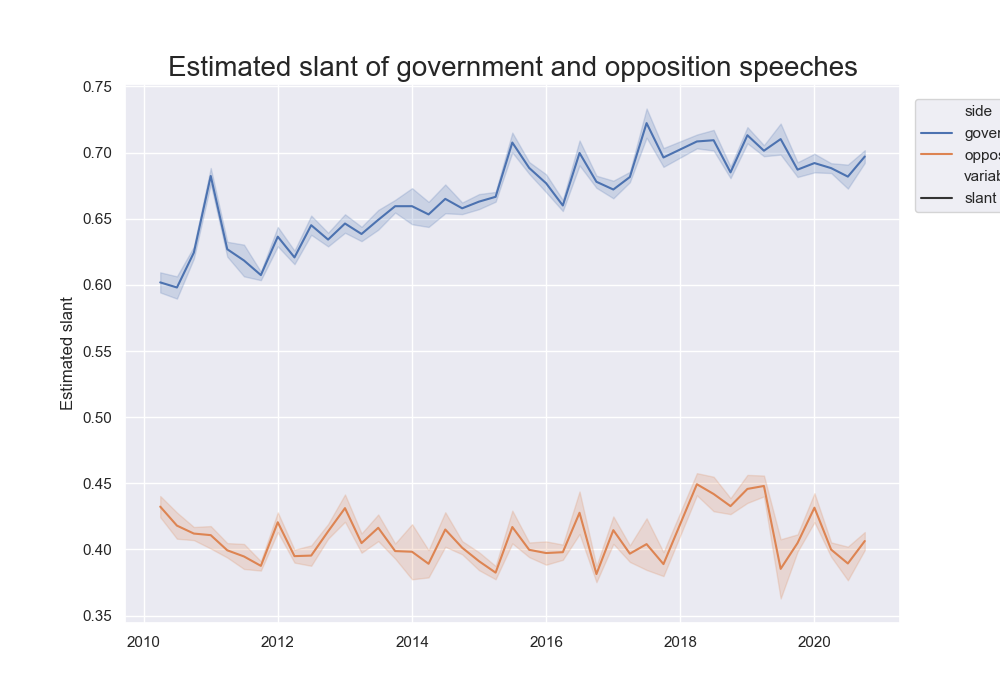 Estimated slant of government and opposition speeches
0.75
0.70
0.65
0.60
0.55
0.50
0.45
0.40
0.35
Estimated slant
2010 2012 2014 2016 2018 2020
side
gover
oppos
variab
slant